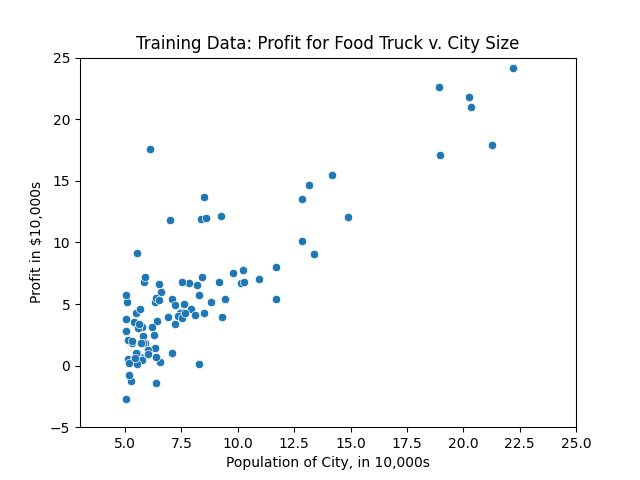 Training Data: Profit for Food Truck v. City Size
Profit in $10,000s
25
20
15
10
5
0
−5
5.0 7.5 10.0 12.5 15.0 17.5 20.0 22.5 25.0
Population of City, in 10,000s